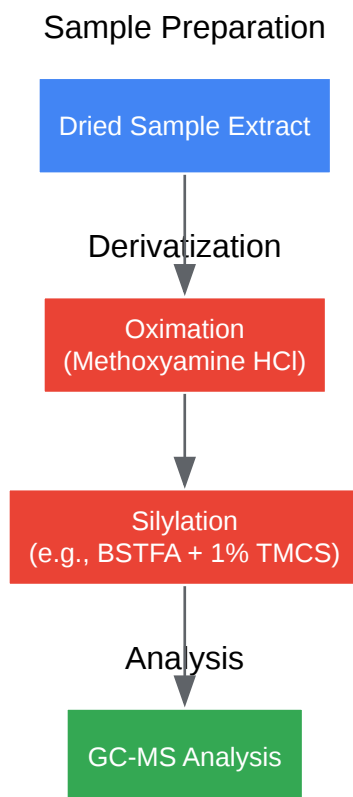 Sample Preparation
Dried Sample Extract
Derivatization
Oximation
(Methoxyamine HCl)
Silylation
(e.g., BSTFA + 1% TMCS)
Analysis
GC-MS Analysis